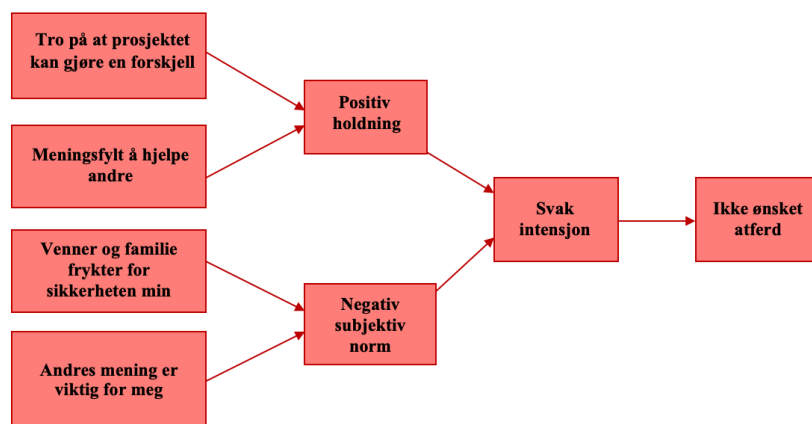 Tro på at prosjektet
kan gjøre en forskjell
Meningsfylt å hjelpe
andre
Venner og familie
frykter for
sikkerheten min
Andres mening er
viktig for meg
Positiv
holdning
Negativ
subjektiv
norm
Svak
intensjon
Ikke ønsket
atferd